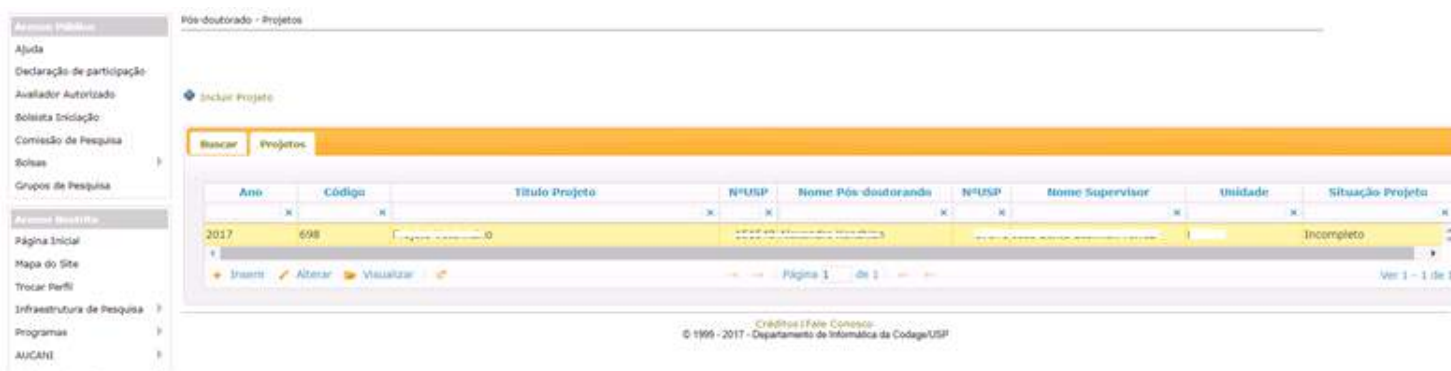 Acesso Público
Ajuda
Declaração de participação
Avaliador Autorizado
Bolsista Iniciação
Comissão de Pesquisa
Bolsas
Grupos de Pesquisa
Acesso Restrito
Página Inicial
Mapa do Site
Trocar Perfil
Infraestrutura de Pesquisa
Programas
AUCANI
Pós-doutorado - Projetos
Incluir Projeto
Buscar Projetos
Ano Código Título Projeto NºUSP Nome Pós-doutorando NºUSP Nome Supervisor Unidade Situação Projeto
2017 698 Incompleto
Inserir Alterar Visualizar Página 1 de 1 Ver 1 - 1 de 1
Créditos | Fale Conosco
© 1999 - 2017 - Departamento de Informática da Codage/USP